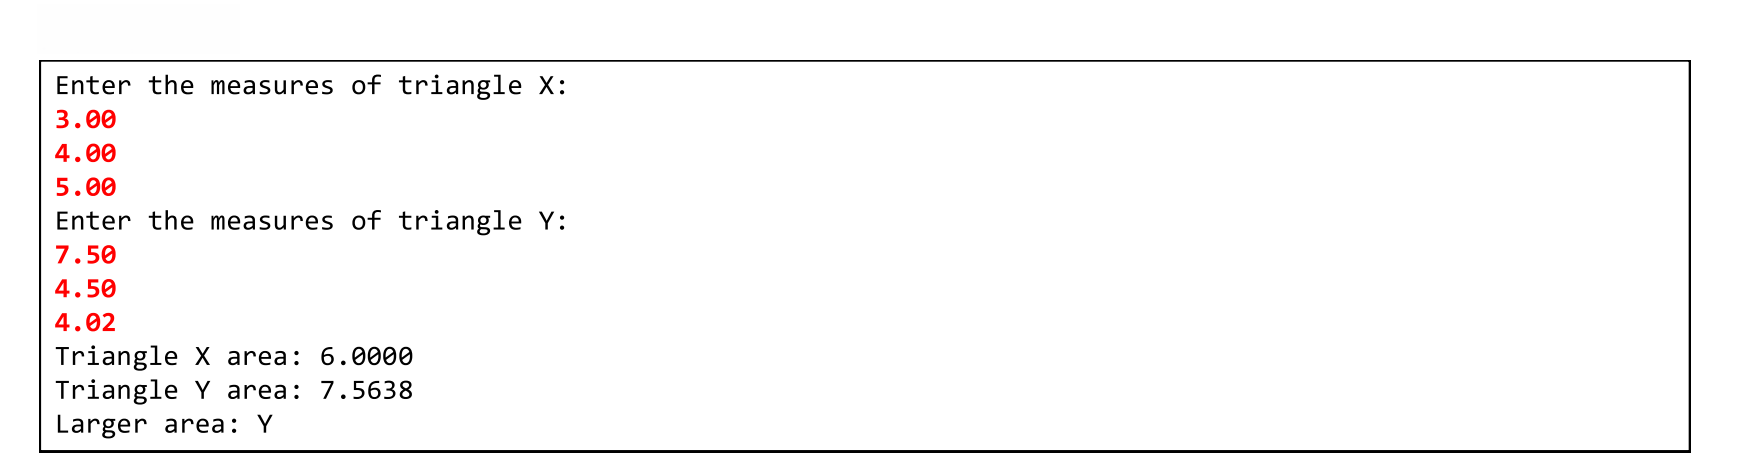 Enter the measures of triangle X:
3.00
4.00
5.00
Enter the measures of triangle Y:
7.50
4.50
4.02
Triangle X area: 6.0000
Triangle Y area: 7.5638
Larger area: Y